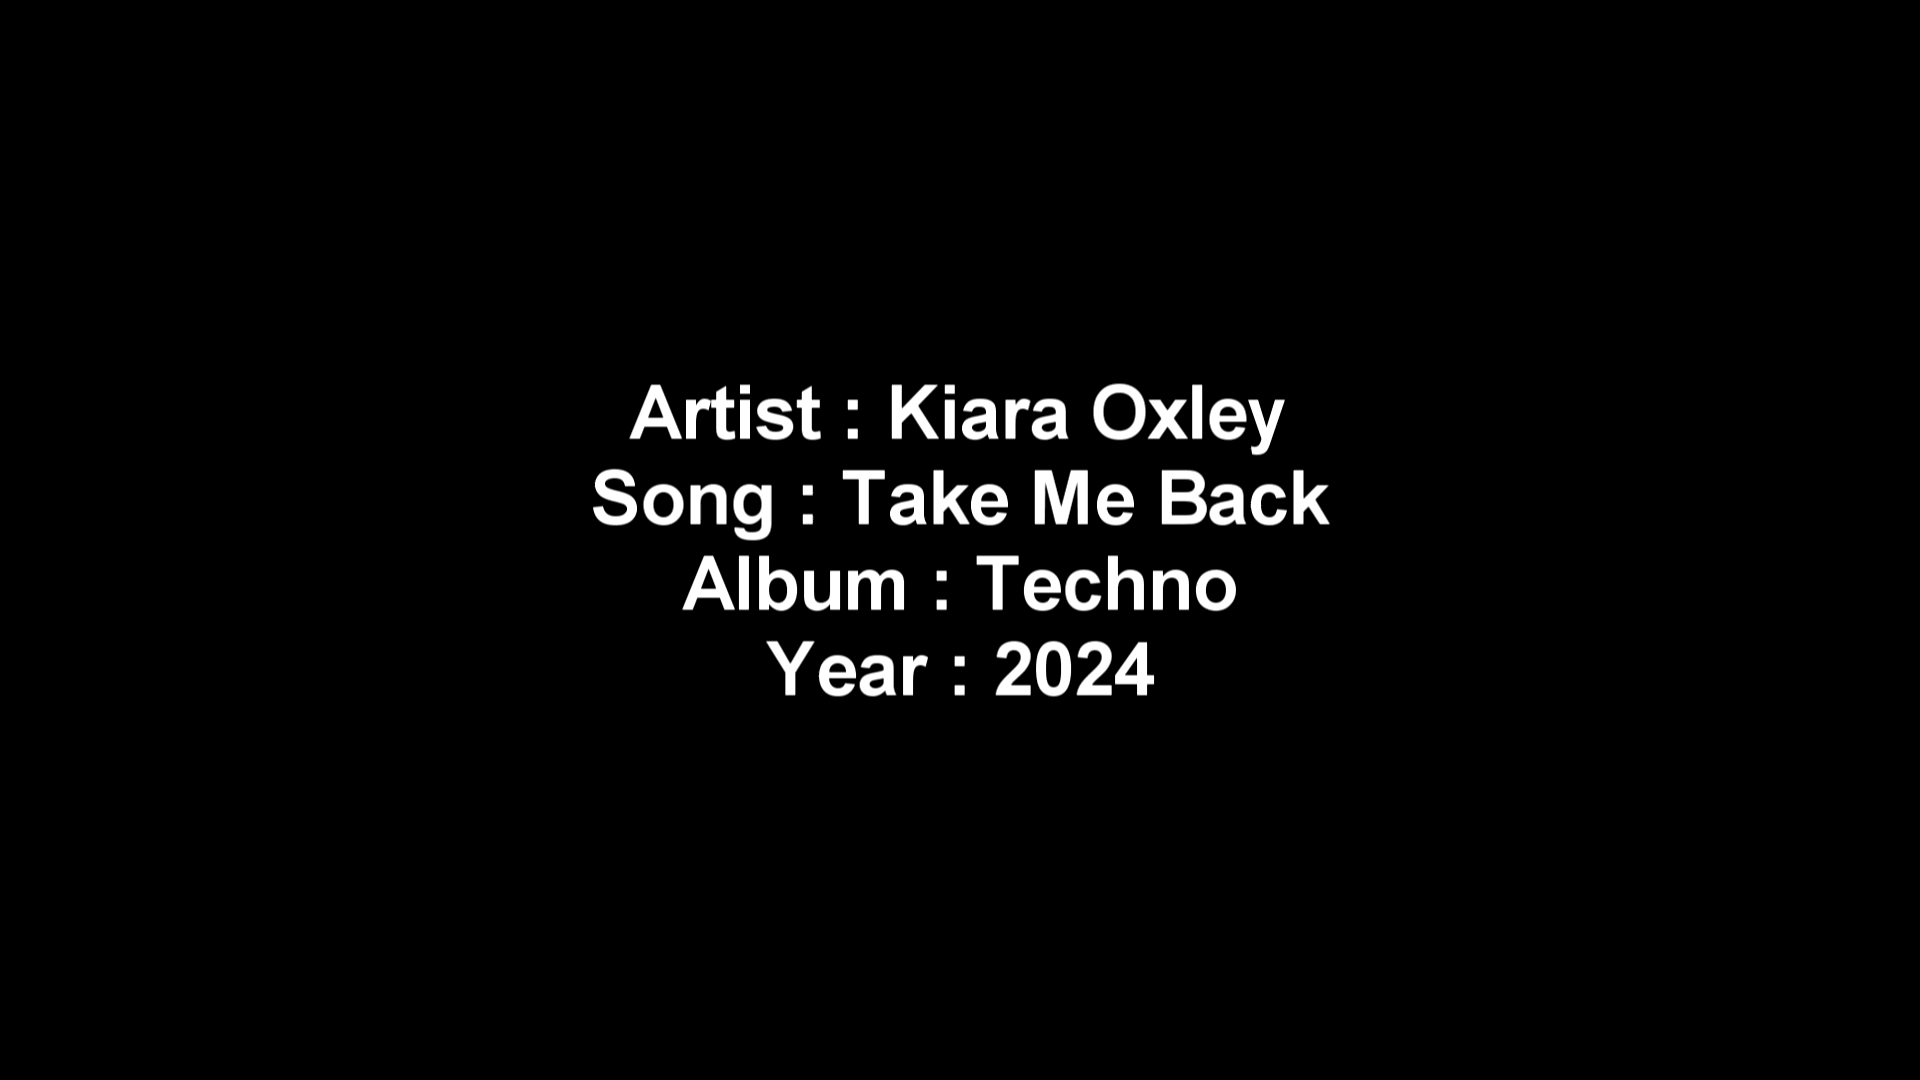 Artist : Kiara Oxley
Song : Take Me Back
Album : Techno
Year : 2024